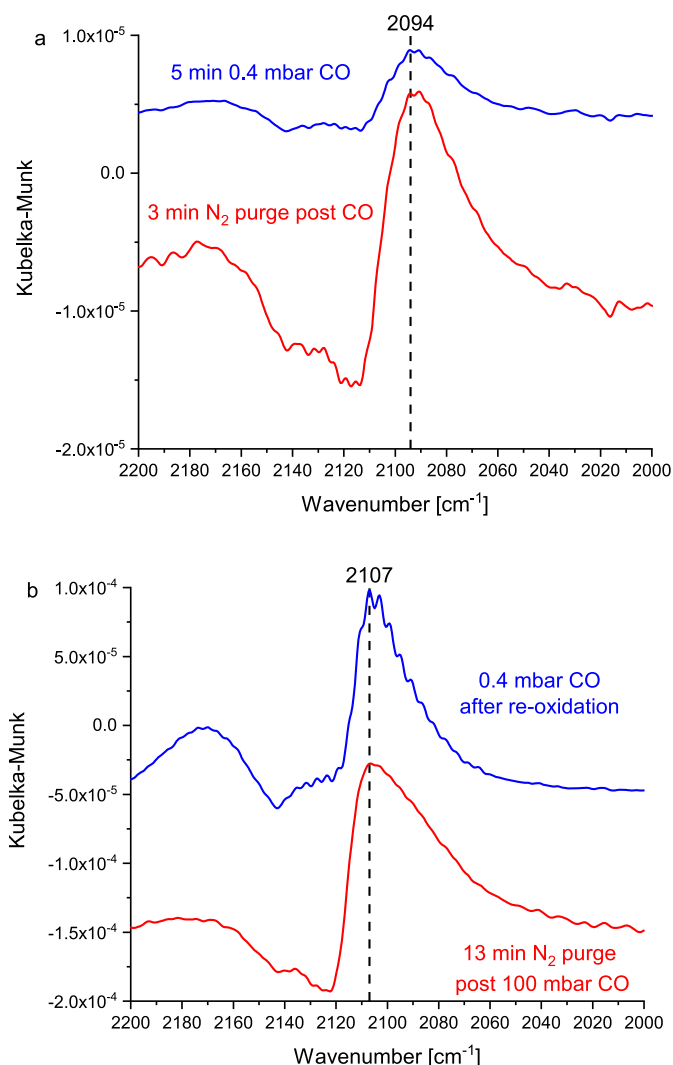 a
2094
1.0x10⁻⁵
5 min 0.4 mbar CO
0.0
3 min N₂ purge post CO
-1.0x10⁻⁵
-2.0x10⁻⁵
Kubelka-Munk
2200 2180 2160 2140 2120 2100 2080 2060 2040 2020 2000
Wavenumber [cm⁻¹]
b
2107
1.0x10⁻⁴
5.0x10⁻⁵
0.4 mbar CO
after re-oxidation
0.0
-5.0x10⁻⁵
-1.0x10⁻⁴
-1.5x10⁻⁴
13 min N₂ purge
post 100 mbar CO
-2.0x10⁻⁴
Kubelka-Munk
2200 2180 2160 2140 2120 2100 2080 2060 2040 2020 2000
Wavenumber [cm⁻¹]